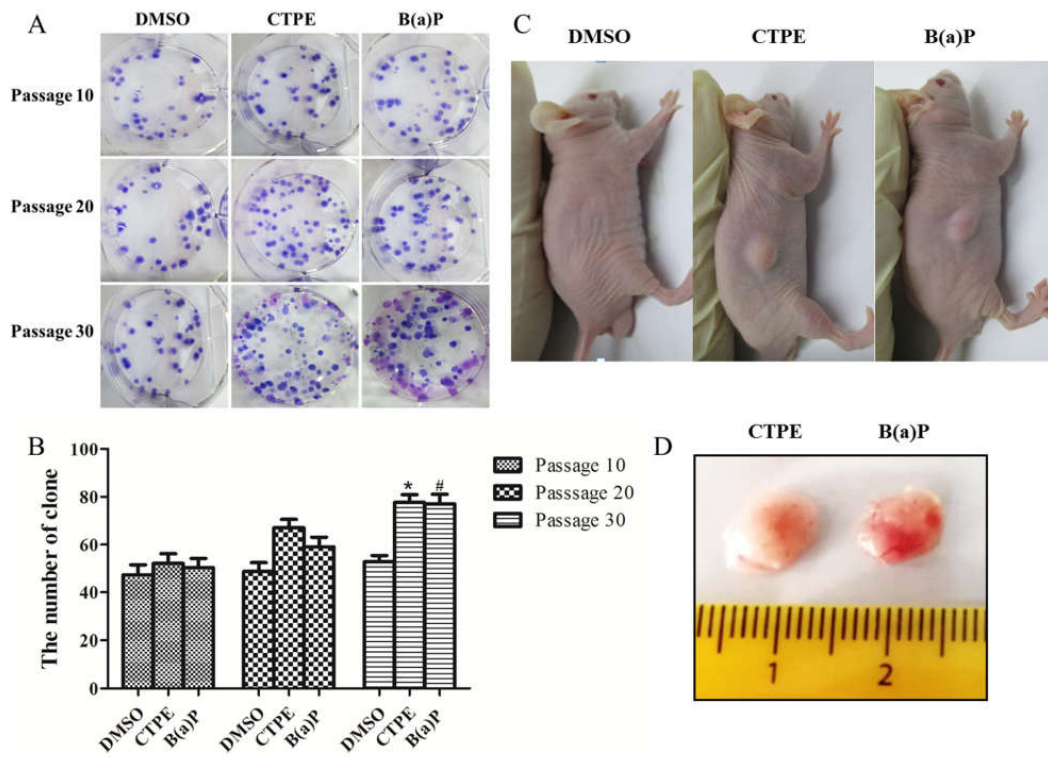 A
DMSO CTPE B(a)P
Passage 10
Passage 20
Passage 30
C
DMSO CTPE B(a)P
B
The number of clone
100
80
60
40
20
0
DMSO CTPE B(a)P DMSO CTPE B(a)P DMSO CTPE B(a)P
* #
Passage 10
Passsage 20
Passage 30
D
CTPE B(a)P
1 2